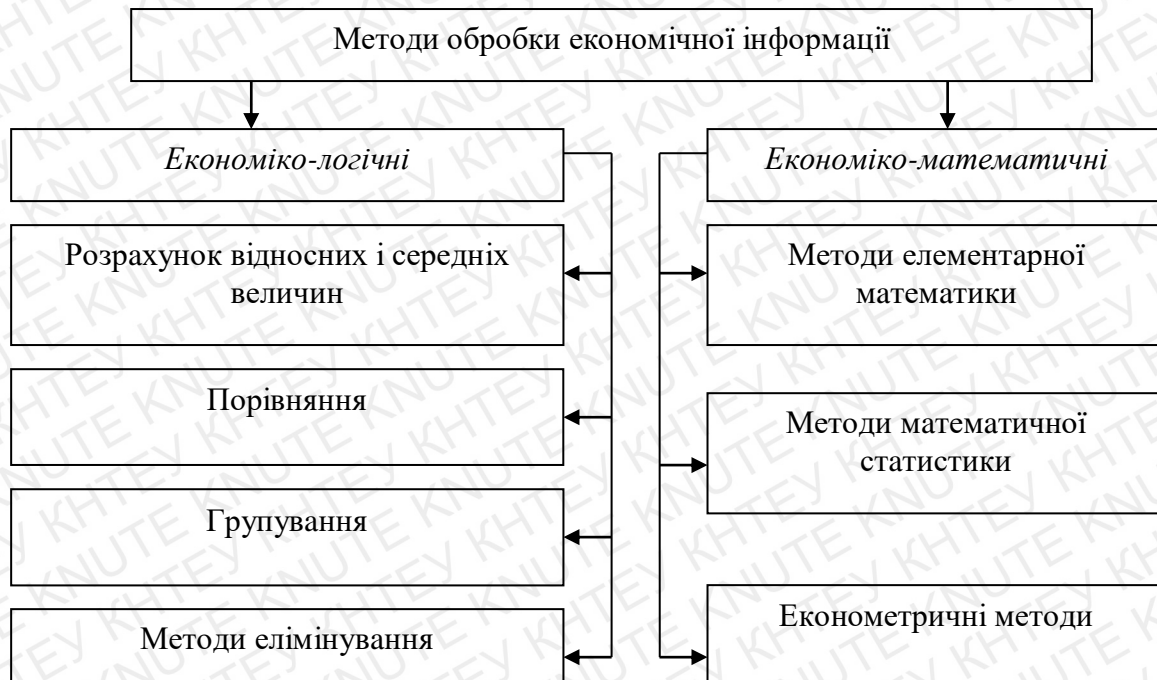 Методи обробки економічної інформації
Економіко-логічні
Економіко-математичні
Розрахунок відносних і середніх
величин
Методи елементарної
математики
Порівняння
Методи математичної
статистики
Групування
Економетричні методи
Методи елімінування